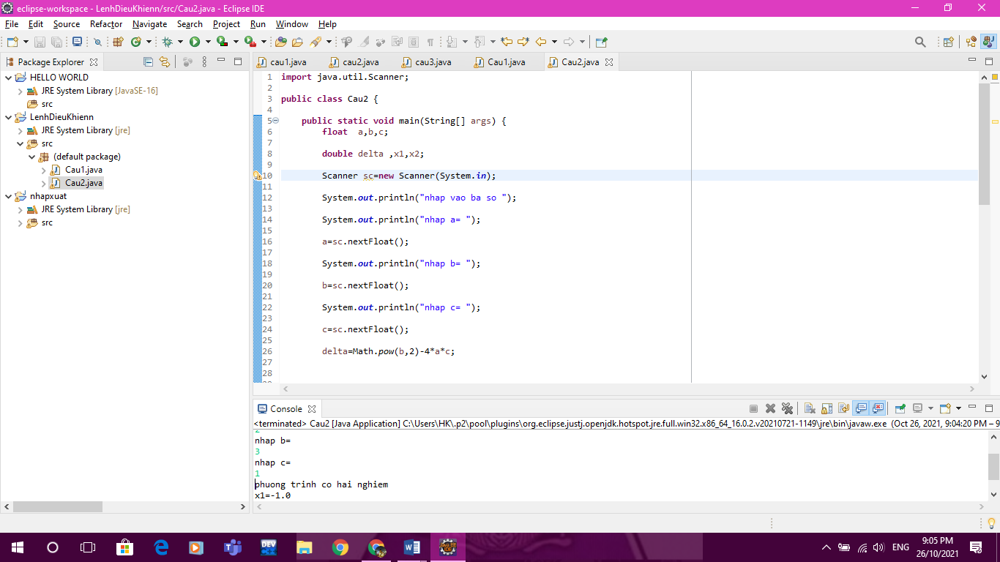 eclipse-workspace - LenhDieuKhienn/src/Cau2.java - Eclipse IDE
File Edit Source Refactor Navigate Search Project Run Window Help
Package Explorer
HELLO WORLD
JRE System Library [JavaSE-16]
src
LenhDieuKhienn
JRE System Library [jre]
src
(default package)
Cau1.java
Cau2.java
nhapxuat
JRE System Library [jre]
src
cau1.java cau2.java cau3.java Cau1.java Cau2.java
1 import java.util.Scanner;
2
3 public class Cau2 {
4
5 public static void main(String[] args) {
6 float  a,b,c;
7
8 double delta ,x1,x2;
9
10 Scanner sc=new Scanner(System.in);
11
12 System.out.println("nhap vao ba so ");
13
14 System.out.println("nhap a= ");
15
16 a=sc.nextFloat();
17
18 System.out.println("nhap b= ");
19
20 b=sc.nextFloat();
21
22 System.out.println("nhap c= ");
23
24 c=sc.nextFloat();
25
26 delta=Math.pow(b,2)-4*a*c;
27
28
Console
<terminated> Cau2 [Java Application] C:\Users\HK\.p2\pool\plugins\org.eclipse.justj.openjdk.hotspot.jre.full.win32.x86_64_16.0.2.v20210721-1149\jre\bin\javaw.exe (Oct 26, 2021, 9:04:20 PM – 9
nhap b=
3
nhap c=
1
phuong trinh co hai nghiem
x1=-1.0
DEV
ENG
9:05 PM
26/10/2021